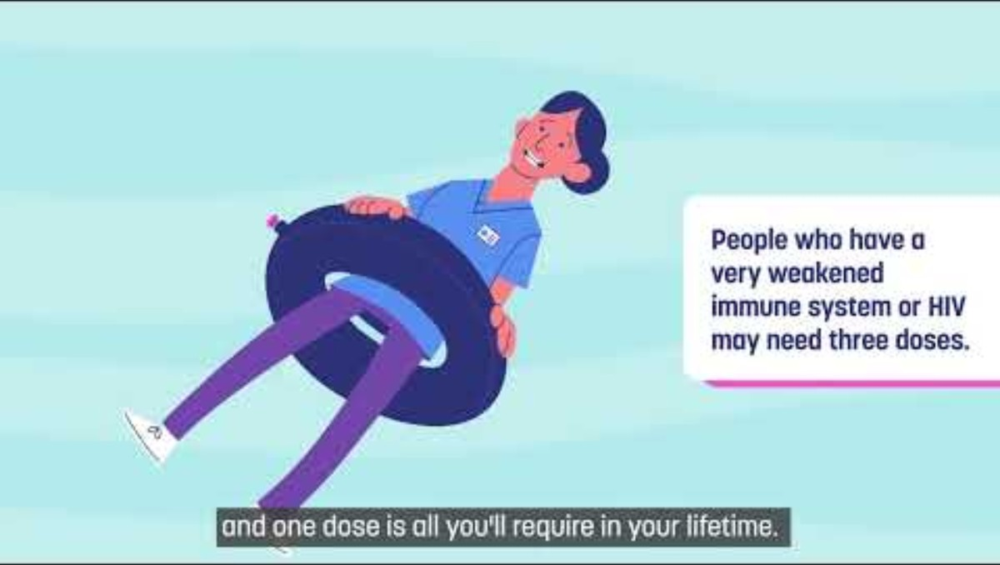 People who have a
very weakened
immune system or HIV
may need three doses.
and one dose is all you'll require in your lifetime.